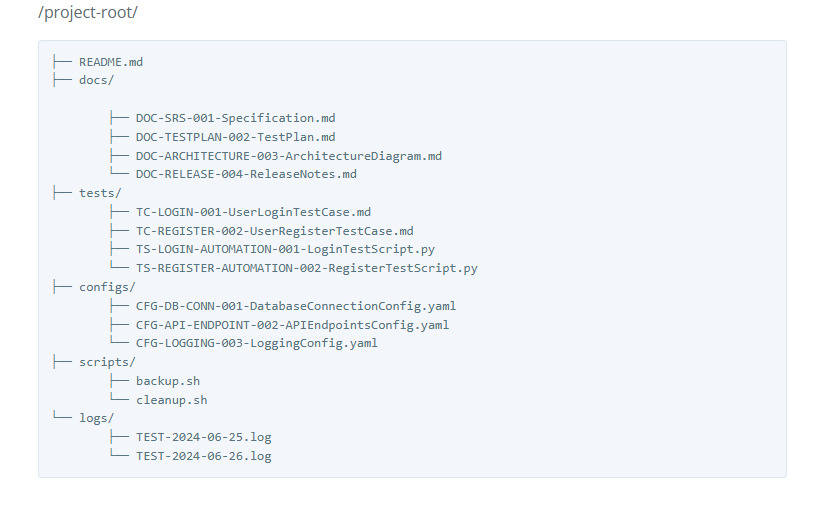 /project-root/
├── README.md
├── docs/
        ├── DOC-SRS-001-Specification.md
        ├── DOC-TESTPLAN-002-TestPlan.md
        ├── DOC-ARCHITECTURE-003-ArchitectureDiagram.md
        └── DOC-RELEASE-004-ReleaseNotes.md
├── tests/
        ├── TC-LOGIN-001-UserLoginTestCase.md
        ├── TC-REGISTER-002-UserRegisterTestCase.md
        ├── TS-LOGIN-AUTOMATION-001-LoginTestScript.py
        └── TS-REGISTER-AUTOMATION-002-RegisterTestScript.py
├── configs/
        ├── CFG-DB-CONN-001-DatabaseConnectionConfig.yaml
        ├── CFG-API-ENDPOINT-002-APIEndpointsConfig.yaml
        └── CFG-LOGGING-003-LoggingConfig.yaml
├── scripts/
        ├── backup.sh
        └── cleanup.sh
└── logs/
        ├── TEST-2024-06-25.log
        └── TEST-2024-06-26.log